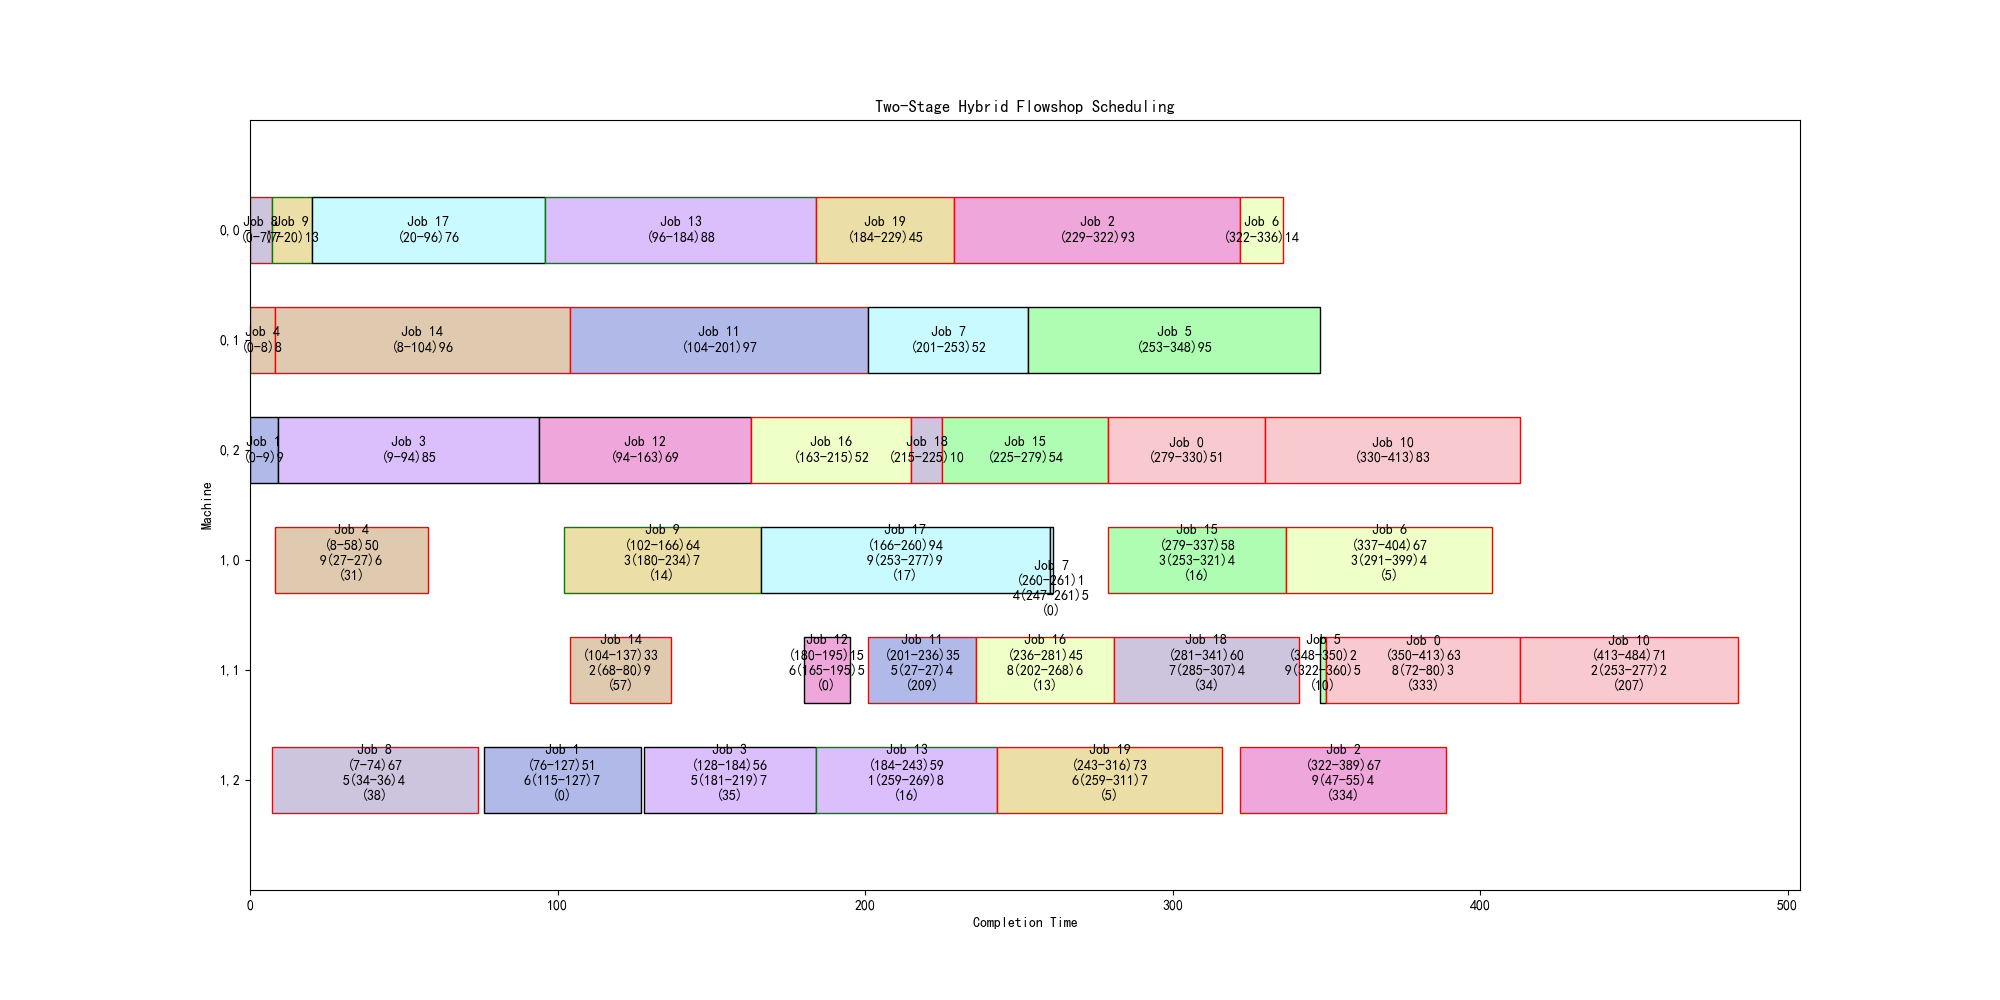 Two-Stage Hybrid Flowshop Scheduling
Machine
0,0
Job 8
(0-7)7
Job 9
(7-20)13
Job 17
(20-96)76
Job 13
(96-184)88
Job 19
(184-229)45
Job 2
(229-322)93
Job 6
(322-336)14
0,1
Job 4
(0-8)8
Job 14
(8-104)96
Job 11
(104-201)97
Job 7
(201-253)52
Job 5
(253-348)95
0,2
Job 1
(0-9)9
Job 3
(9-94)85
Job 12
(94-163)69
Job 16
(163-215)52
Job 18
(215-225)10
Job 15
(225-279)54
Job 0
(279-330)51
Job 10
(330-413)83
1,0
Job 4
(8-58)50
9(27-27)6
(31)
Job 9
(102-166)64
3(180-234)7
(14)
Job 17
(166-260)94
9(253-277)9
(17)
Job 7
(260-261)1
4(247-261)5
(0)
Job 15
(279-337)58
3(253-321)4
(16)
Job 6
(337-404)67
3(291-399)4
(5)
1,1
Job 14
(104-137)33
2(68-80)9
(57)
Job 12
(180-195)15
6(165-195)5
(0)
Job 11
(201-236)35
5(27-27)4
(209)
Job 16
(236-281)45
8(202-268)6
(13)
Job 18
(281-341)60
7(285-307)4
(34)
Job 5
(348-350)2
9(322-360)5
(10)
Job 0
(350-413)63
8(72-80)3
(333)
Job 10
(413-484)71
2(253-277)2
(207)
1,2
Job 8
(7-74)67
5(34-36)4
(38)
Job 1
(76-127)51
6(115-127)7
(0)
Job 3
(128-184)56
5(181-219)7
(35)
Job 13
(184-243)59
1(259-269)8
(16)
Job 19
(243-316)73
6(259-311)7
(5)
Job 2
(322-389)67
9(47-55)4
(334)
0
100
200
300
400
500
Completion Time